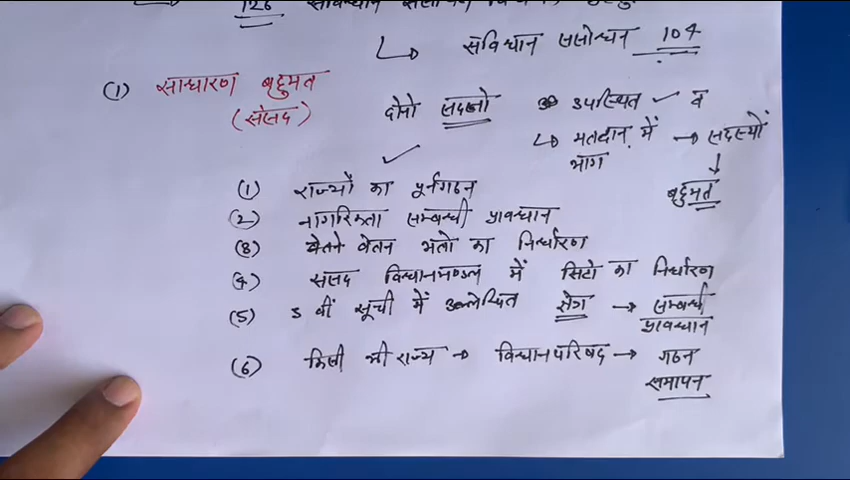 126 संविधान संसोधन
↳ संविधान संसोधन 104
(1) साधारण बहुमत
(संसद)
दोनो सदनो उपस्थित ✓ व
↳ मतदान में भाग → सदस्यों
↓
बहुमत
✓
(1) राज्यों का पूर्नगठन
(2) नागरिकता सम्बन्धी प्रावधान
(3) वेतन भतो का निर्धारण
(4) संसद विधानमण्डल में सिटो का निर्धारण
(5) 5 वीं सूची में उल्लेखित क्षेत्र → सम्बन्धी
प्रावधान
(6) किसी भी राज्य → विधानपरिषद → गठन
समापन